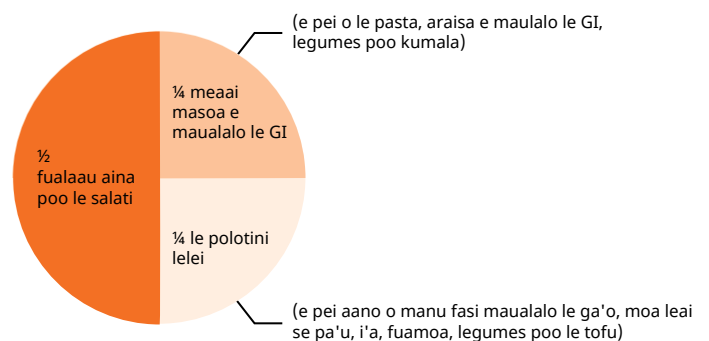 (e pei o le pasta, araisa e maulalo le GI,
legumes poo kumala)
¼ meaai
masoa e
maualalo le GI
½
fualaau aina
poo le salati
¼ le polotini
lelei
(e pei aano o manu fasi maualalo le ga'o, moa leai
se pa'u, i'a, fuamoa, legumes poo le tofu)